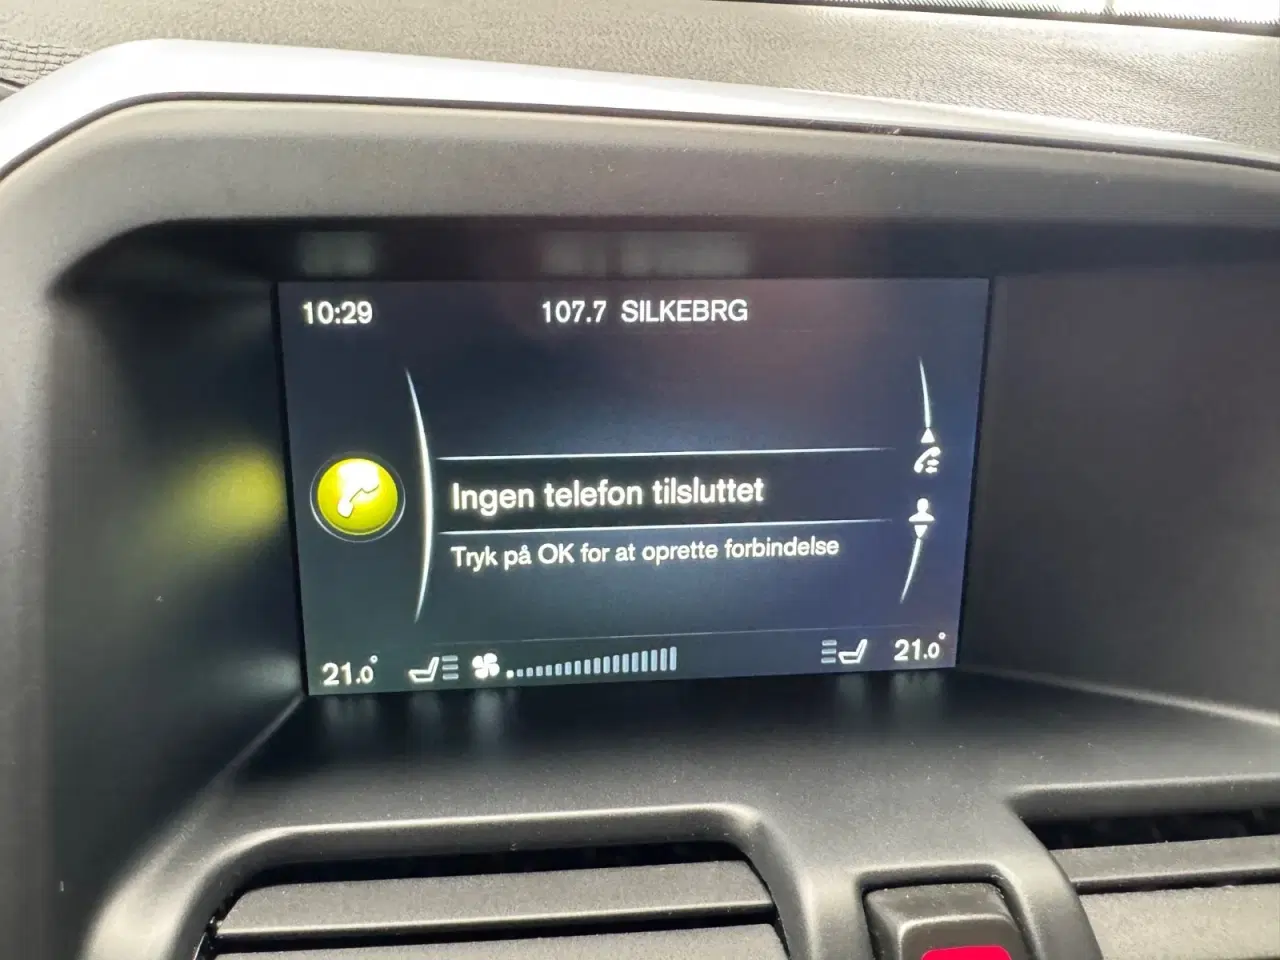 10:29 107.7 SILKEBRG
Ingen telefon tilsluttet
Tryk på OK for at oprette forbindelse
21.0° 21.0°